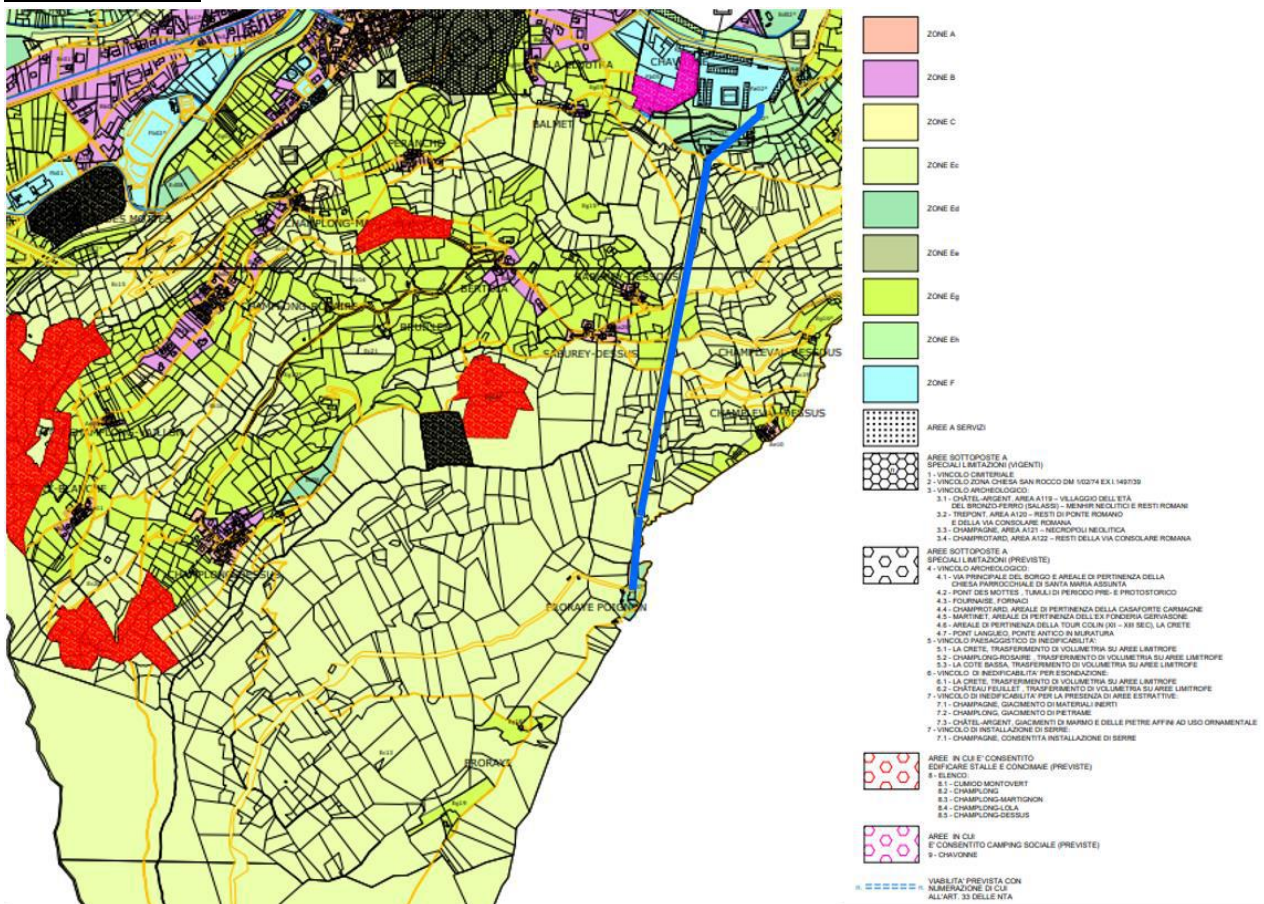 LA CHAVONNE
BALMET
PERANCHE
BERTOLA
BRUILLEN
SABUREY-DESSUS
CHAMPLEVAL-DESSOUS
CHAMPLEVAL-DESSUS
CHAMPLONG-DESSUS
ZONE A
ZONE B
ZONE C
ZONE Ec
ZONE Ed
ZONE Ee
ZONE Eg
ZONE Eh
ZONE F
AREE A SERVIZI
AREE SOTTOPOSTE A
SPECIALI LIMITAZIONI (VIGENTI)
1 - VINCOLO CIMITERIALE
2 - VINCOLO ZONA CHIESA SAN ROCCO DM 1/02/74 EX l.1497/39
3 - VINCOLO ARCHEOLOGICO:
3.1 - CHÂTEL-ARGENT, AREA A119 – VILLAGGIO DELL'ETÀ
DEL BRONZO-FERRO (SALASSI) – MENHIR NEOLITICI E RESTI ROMANI
3.2 - TREPONT, AREA A120 – RESTI DI PONTE ROMANO
E DELLA VIA CONSOLARE ROMANA
3.3 - CHAMPAGNE, AREA A121 – NECROPOLI NEOLITICA
3.4 - CHAMPROTARD, AREA A122 – RESTI DELLA VIA CONSOLARE ROMANA
AREE SOTTOPOSTE A
SPECIALI LIMITAZIONI (PREVISTE)
4 - VINCOLO ARCHEOLOGICO:
4.1 - VIA PRINCIPALE DEL BORGO E AREALE DI PERTINENZA DELLA
CHIESA PARROCCHIALE DI SANTA MARIA ASSUNTA
4.2 - PONT DES MOTTES , TUMULI DI PERIODO PRE- E PROTOSTORICO
4.3 - FOURNAISE, FORNACI
4.4 - CHAMPROTARD, AREALE DI PERTINENZA DELLA CASAFORTE CARMAGNE
4.5 - MARTINET, AREALE DI PERTINENZA DELL'EX FONDERIA GERVASONE
4.6 - AREALE DI PERTINENZA DELLA TOUR COLIN (XII – XIII SEC), LA CRETE
4.7 - PONT LANGUEO, PONTE ANTICO IN MURATURA
5 - VINCOLO PAESAGGISTICO DI INEDIFICABILITA':
5.1 - LA CRETE, TRASFERIMENTO DI VOLUMETRIA SU AREE LIMITROFE
5.2 - CHAMPLONG-ROSAIRE , TRASFERIMENTO DI VOLUMETRIA SU AREE LIMITROFE
5.3 - LA COTE BASSA, TRASFERIMENTO DI VOLUMETRIA SU AREE LIMITROFE
6 - VINCOLO DI INEDIFICABILITA' PER ESONDAZIONE:
6.1 - LA CRETE, TRASFERIMENTO DI VOLUMETRIA SU AREE LIMITROFE
6.2 - CHÂTEAU FEUILLET , TRASFERIMENTO DI VOLUMETRIA SU AREE LIMITROFE
7 - VINCOLO DI INEDIFICABILITA' PER LA PRESENZA DI AREE ESTRATTIVE:
7.1 - CHAMPAGNE, GIACIMENTO DI MATERIALI INERTI
7.2 - CHAMPLONG, GIACIMENTO DI PIETRAME
7.3 - CHÂTEL-ARGENT, GIACIMENTI DI MARMO E DELLE PIETRE AFFINI AD USO ORNAMENTALE
7 - VINCOLO DI INSTALLAZIONE DI SERRE:
7.1 - CHAMPAGNE, CONSENTITA INSTALLAZIONE DI SERRE
AREE IN CUI E' CONSENTITO
EDIFICARE STALLE E CONCIMAIE (PREVISTE)
8 - ELENCO:
8.1 - CUMIOD MONTOVERT
8.2 - CHAMPLONG
8.3 - CHAMPLONG-MARTIGNON
8.4 - CHAMPLONG-LOLA
8.5 - CHAMPLONG-DESSUS
AREE IN CUI
E' CONSENTITO CAMPING SOCIALE (PREVISTE)
9 - CHAVONNE
VIABILITA' PREVISTA CON
NUMERAZIONE DI CUI
ALL'ART. 33 DELLE NTA